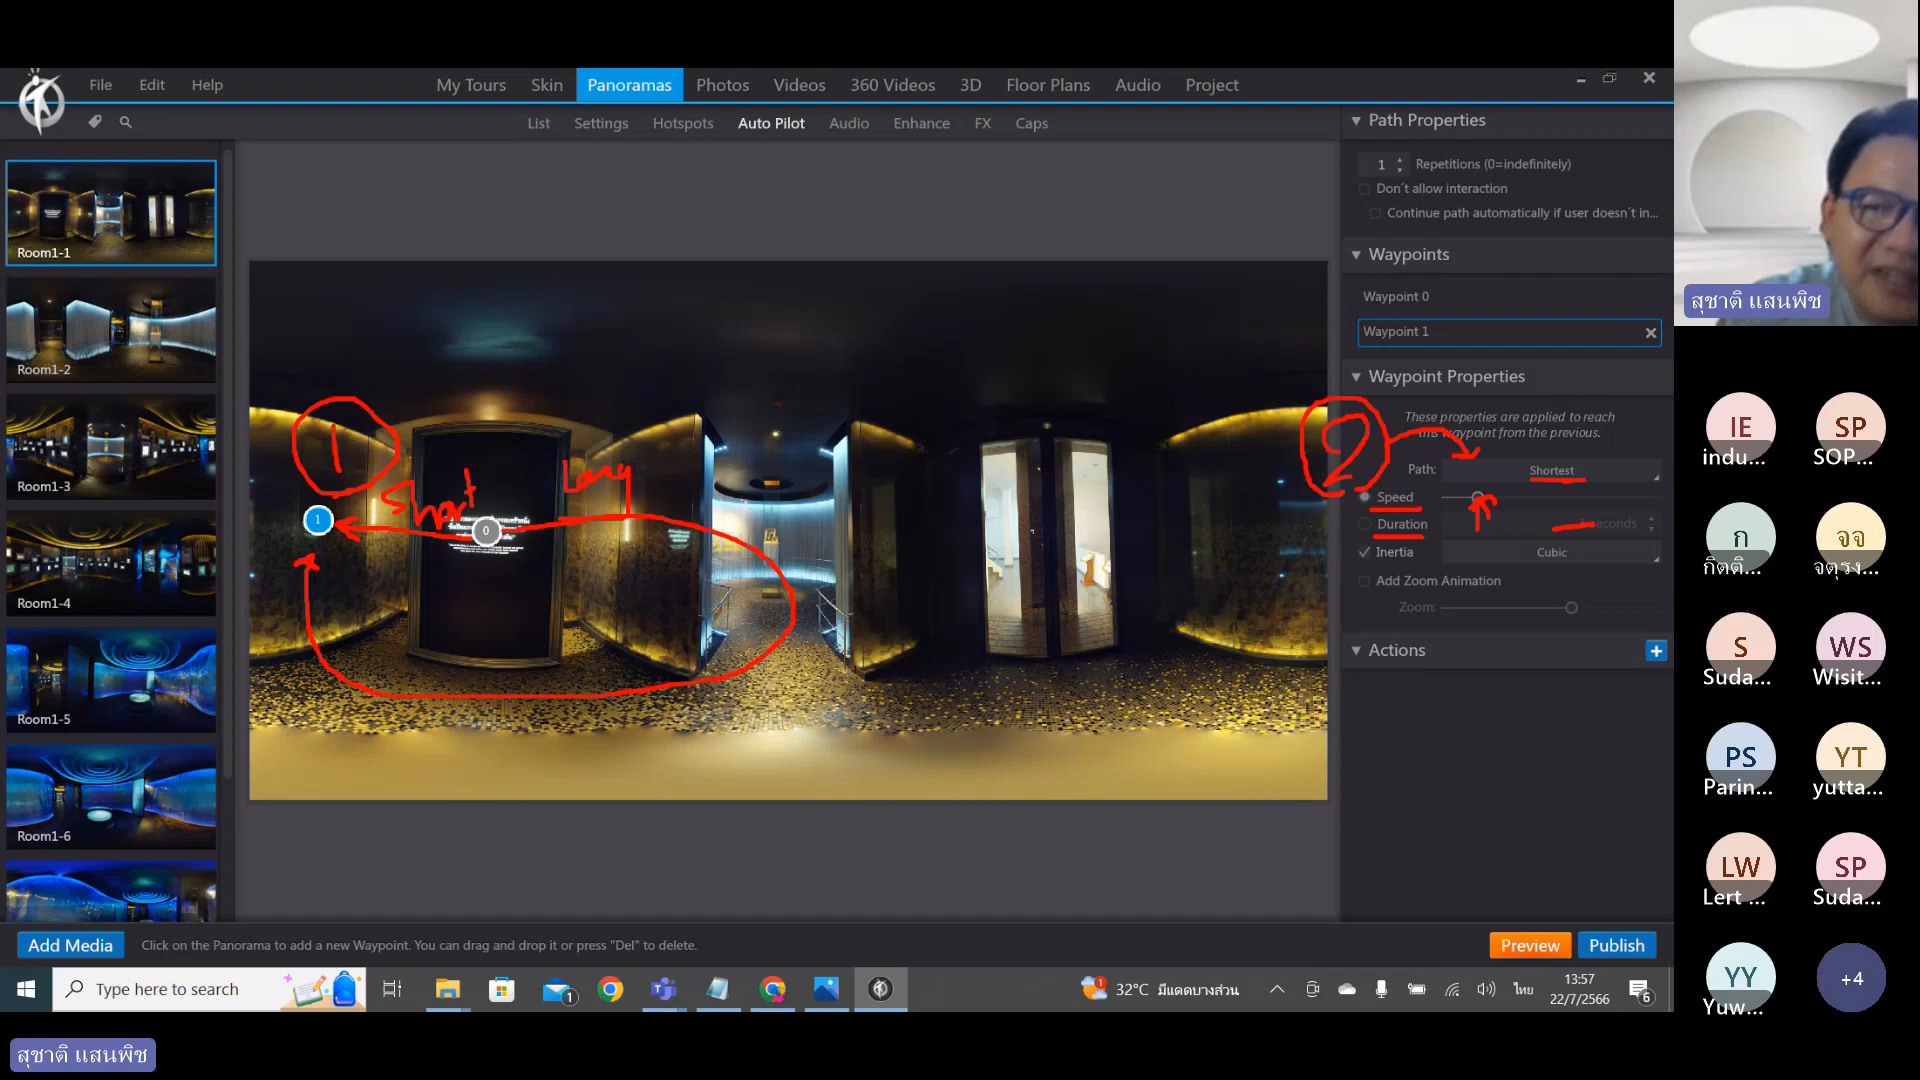 File Edit Help
My Tours Skin Panoramas Photos Videos 360 Videos 3D Floor Plans Audio Project
List Settings Hotspots Auto Pilot Audio Enhance FX Caps
Room1-1
Room1-2
Room1-3
Room1-4
Room1-5
Room1-6
1
Short
Long
1
0
2
Path Properties
1 Repetitions (0=indefinitely)
Don´t allow interaction
Continue path automatically if user doesn´t in...
Waypoints
Waypoint 0
Waypoint 1
Waypoint Properties
These properties are applied to reach
this waypoint from the previous.
Path: Shortest
Speed
Duration seconds
Inertia Cubic
Add Zoom Animation
Zoom:
Actions
Add Media
Click on the Panorama to add a new Waypoint. You can drag and drop it or press "Del" to delete.
Preview Publish
Type here to search
1
1
32°C มีแดดบางส่วน
ไทย
13:57
22/7/2566
6
สุชาติ แสนพิช
สุชาติ แสนพิช
IE
indu...
SP
SOP...
ก
กิตติ...
จจ
จตุรง...
S
Suda...
WS
Wisit...
PS
Parin...
YT
yutta...
LW
Lert ...
SP
Suda...
YY
Yuw...
+4